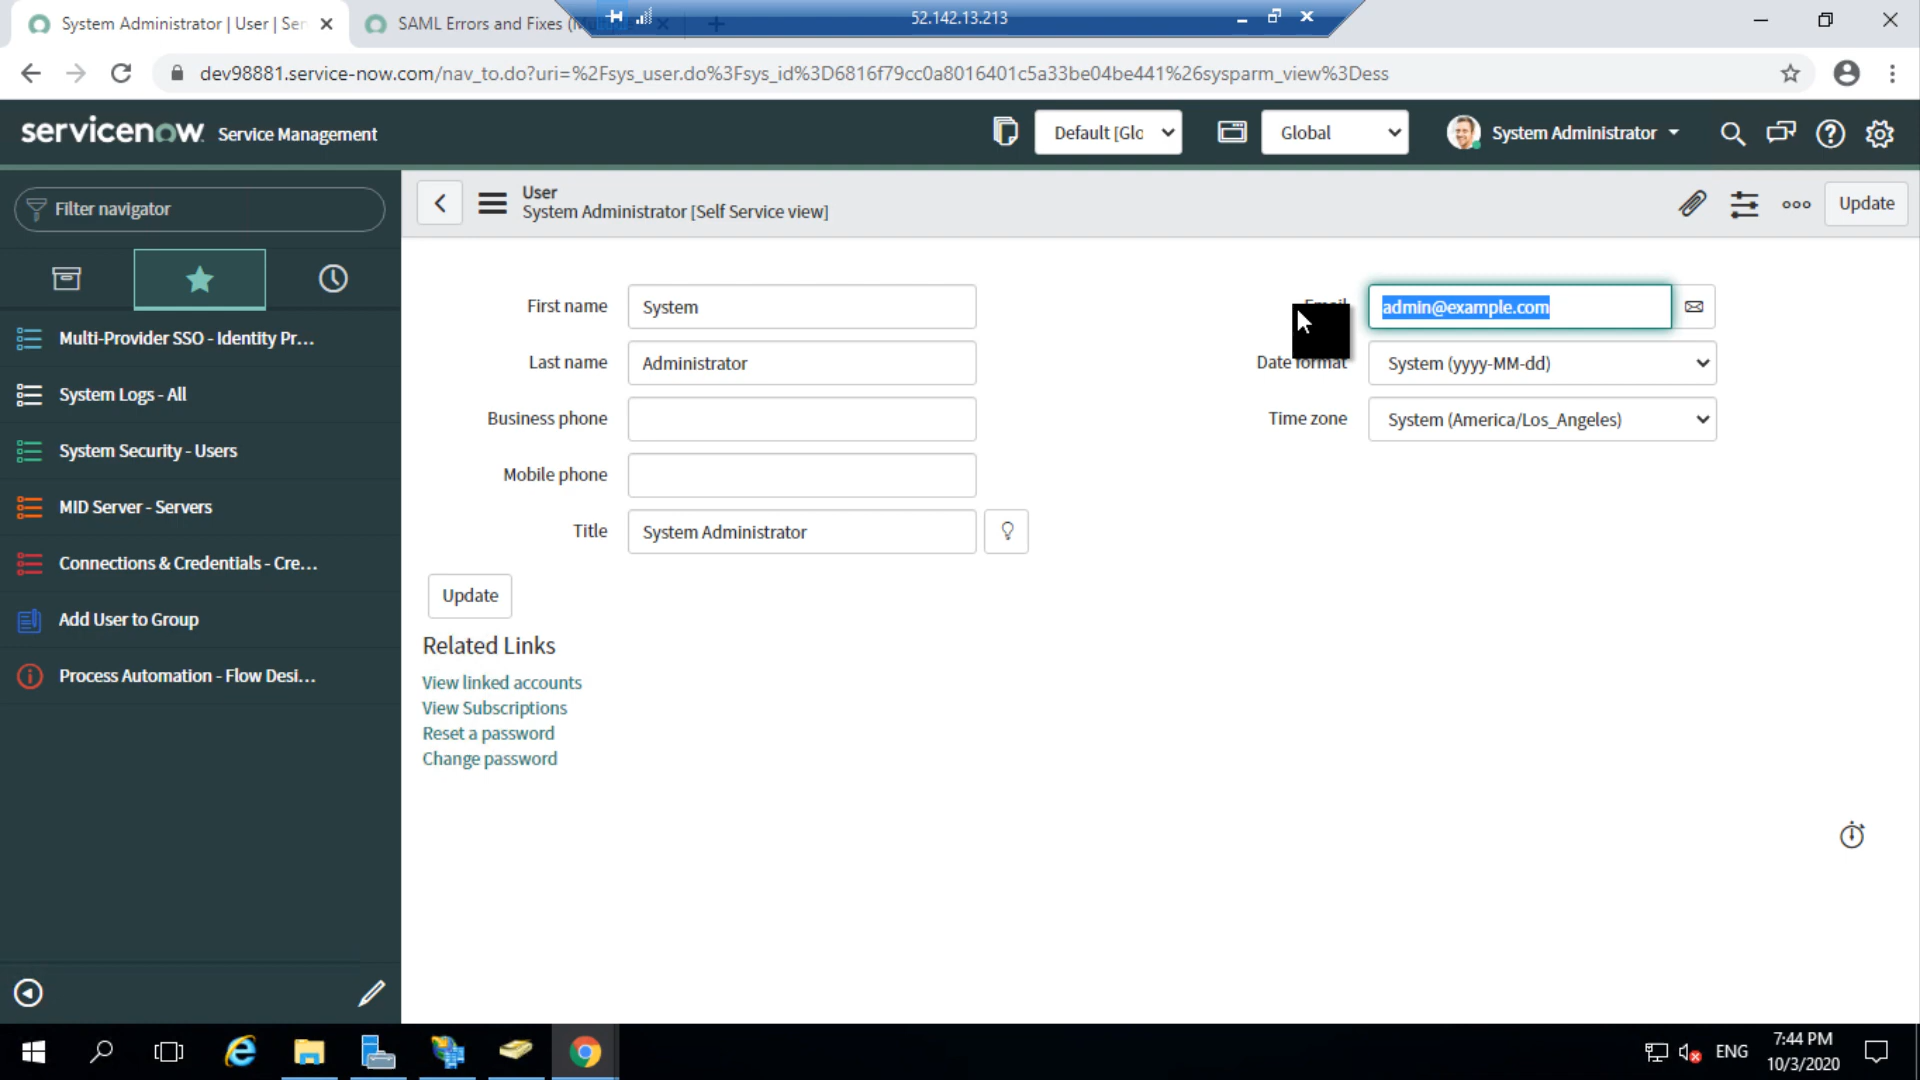 System Administrator | User | Ser
SAML Errors and Fixes (
52.142.13.213
dev98881.service-now.com/nav_to.do?uri=%2Fsys_user.do%3Fsys_id%3D6816f79cc0a8016401c5a33be04be441%26sysparm_view%3Dess
servicenow. Service Management
Default [Glo
Global
System Administrator
Filter navigator
Multi-Provider SSO - Identity Pr...
System Logs - All
System Security - Users
MID Server - Servers
Connections & Credentials - Cre...
Add User to Group
Process Automation - Flow Desi...
User
System Administrator [Self Service view]
Update
First name
System
Last name
Administrator
Business phone
Mobile phone
Title
System Administrator
admin@example.com
Date format
System (yyyy-MM-dd)
Time zone
System (America/Los_Angeles)
Update
Related Links
View linked accounts
View Subscriptions
Reset a password
Change password
ENG
7:44 PM
10/3/2020